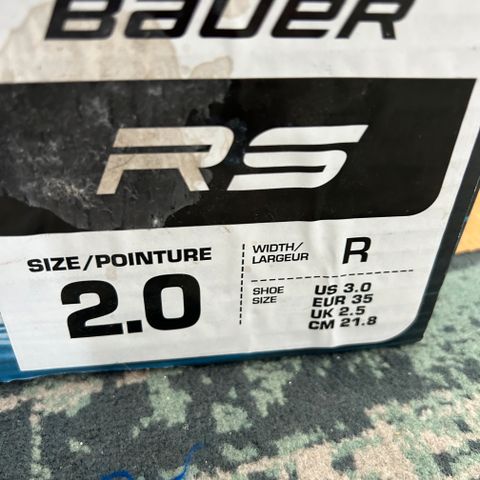 BAUER
RS
SIZE/POINTURE
2.0
WIDTH/
LARGEUR
R
SHOE
SIZE
US 3.0
EUR 35
UK 2.5
CM 21.8